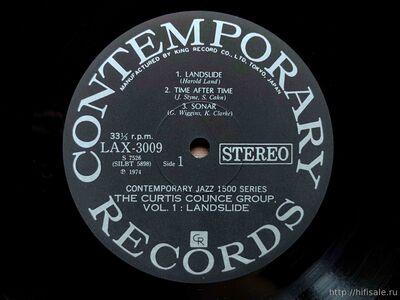 CONTEMPORARY
MANUFACTURED BY KING RECORD CO., LTD. TOKYO, JAPAN
1. LANDSLIDE
(Harold Land)
2. TIME AFTER TIME
(J. Styne, S. Cahn)
3. SONAR
(G. Wiggins, K. Clarke)
33⅓ r.p.m.
LAX-3009
S 7526
(SILBT 5898)
Ⓟ 1974
Side 1
STEREO
CONTEMPORARY JAZZ 1500 SERIES
THE CURTIS COUNCE GROUP,
VOL. 1 : LANDSLIDE
CR
RECORDS
http://hifisale.ru